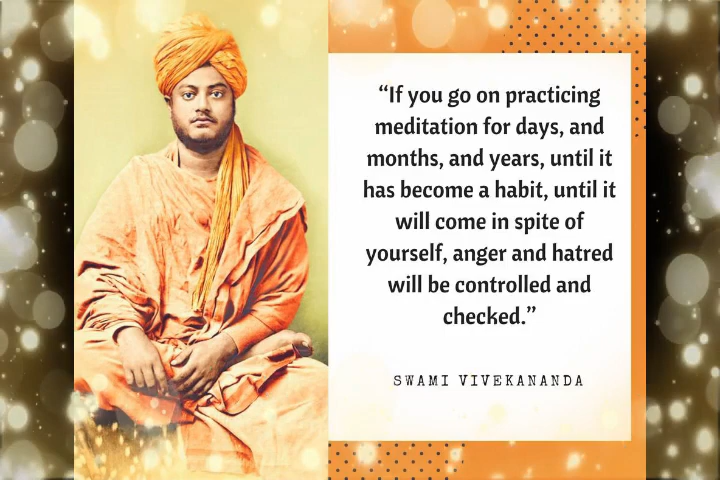 “If you go on practicing
meditation for days, and
months, and years, until it
has become a habit, until it
will come in spite of
yourself, anger and hatred
will be controlled and
checked.”
SWAMI VIVEKANANDA